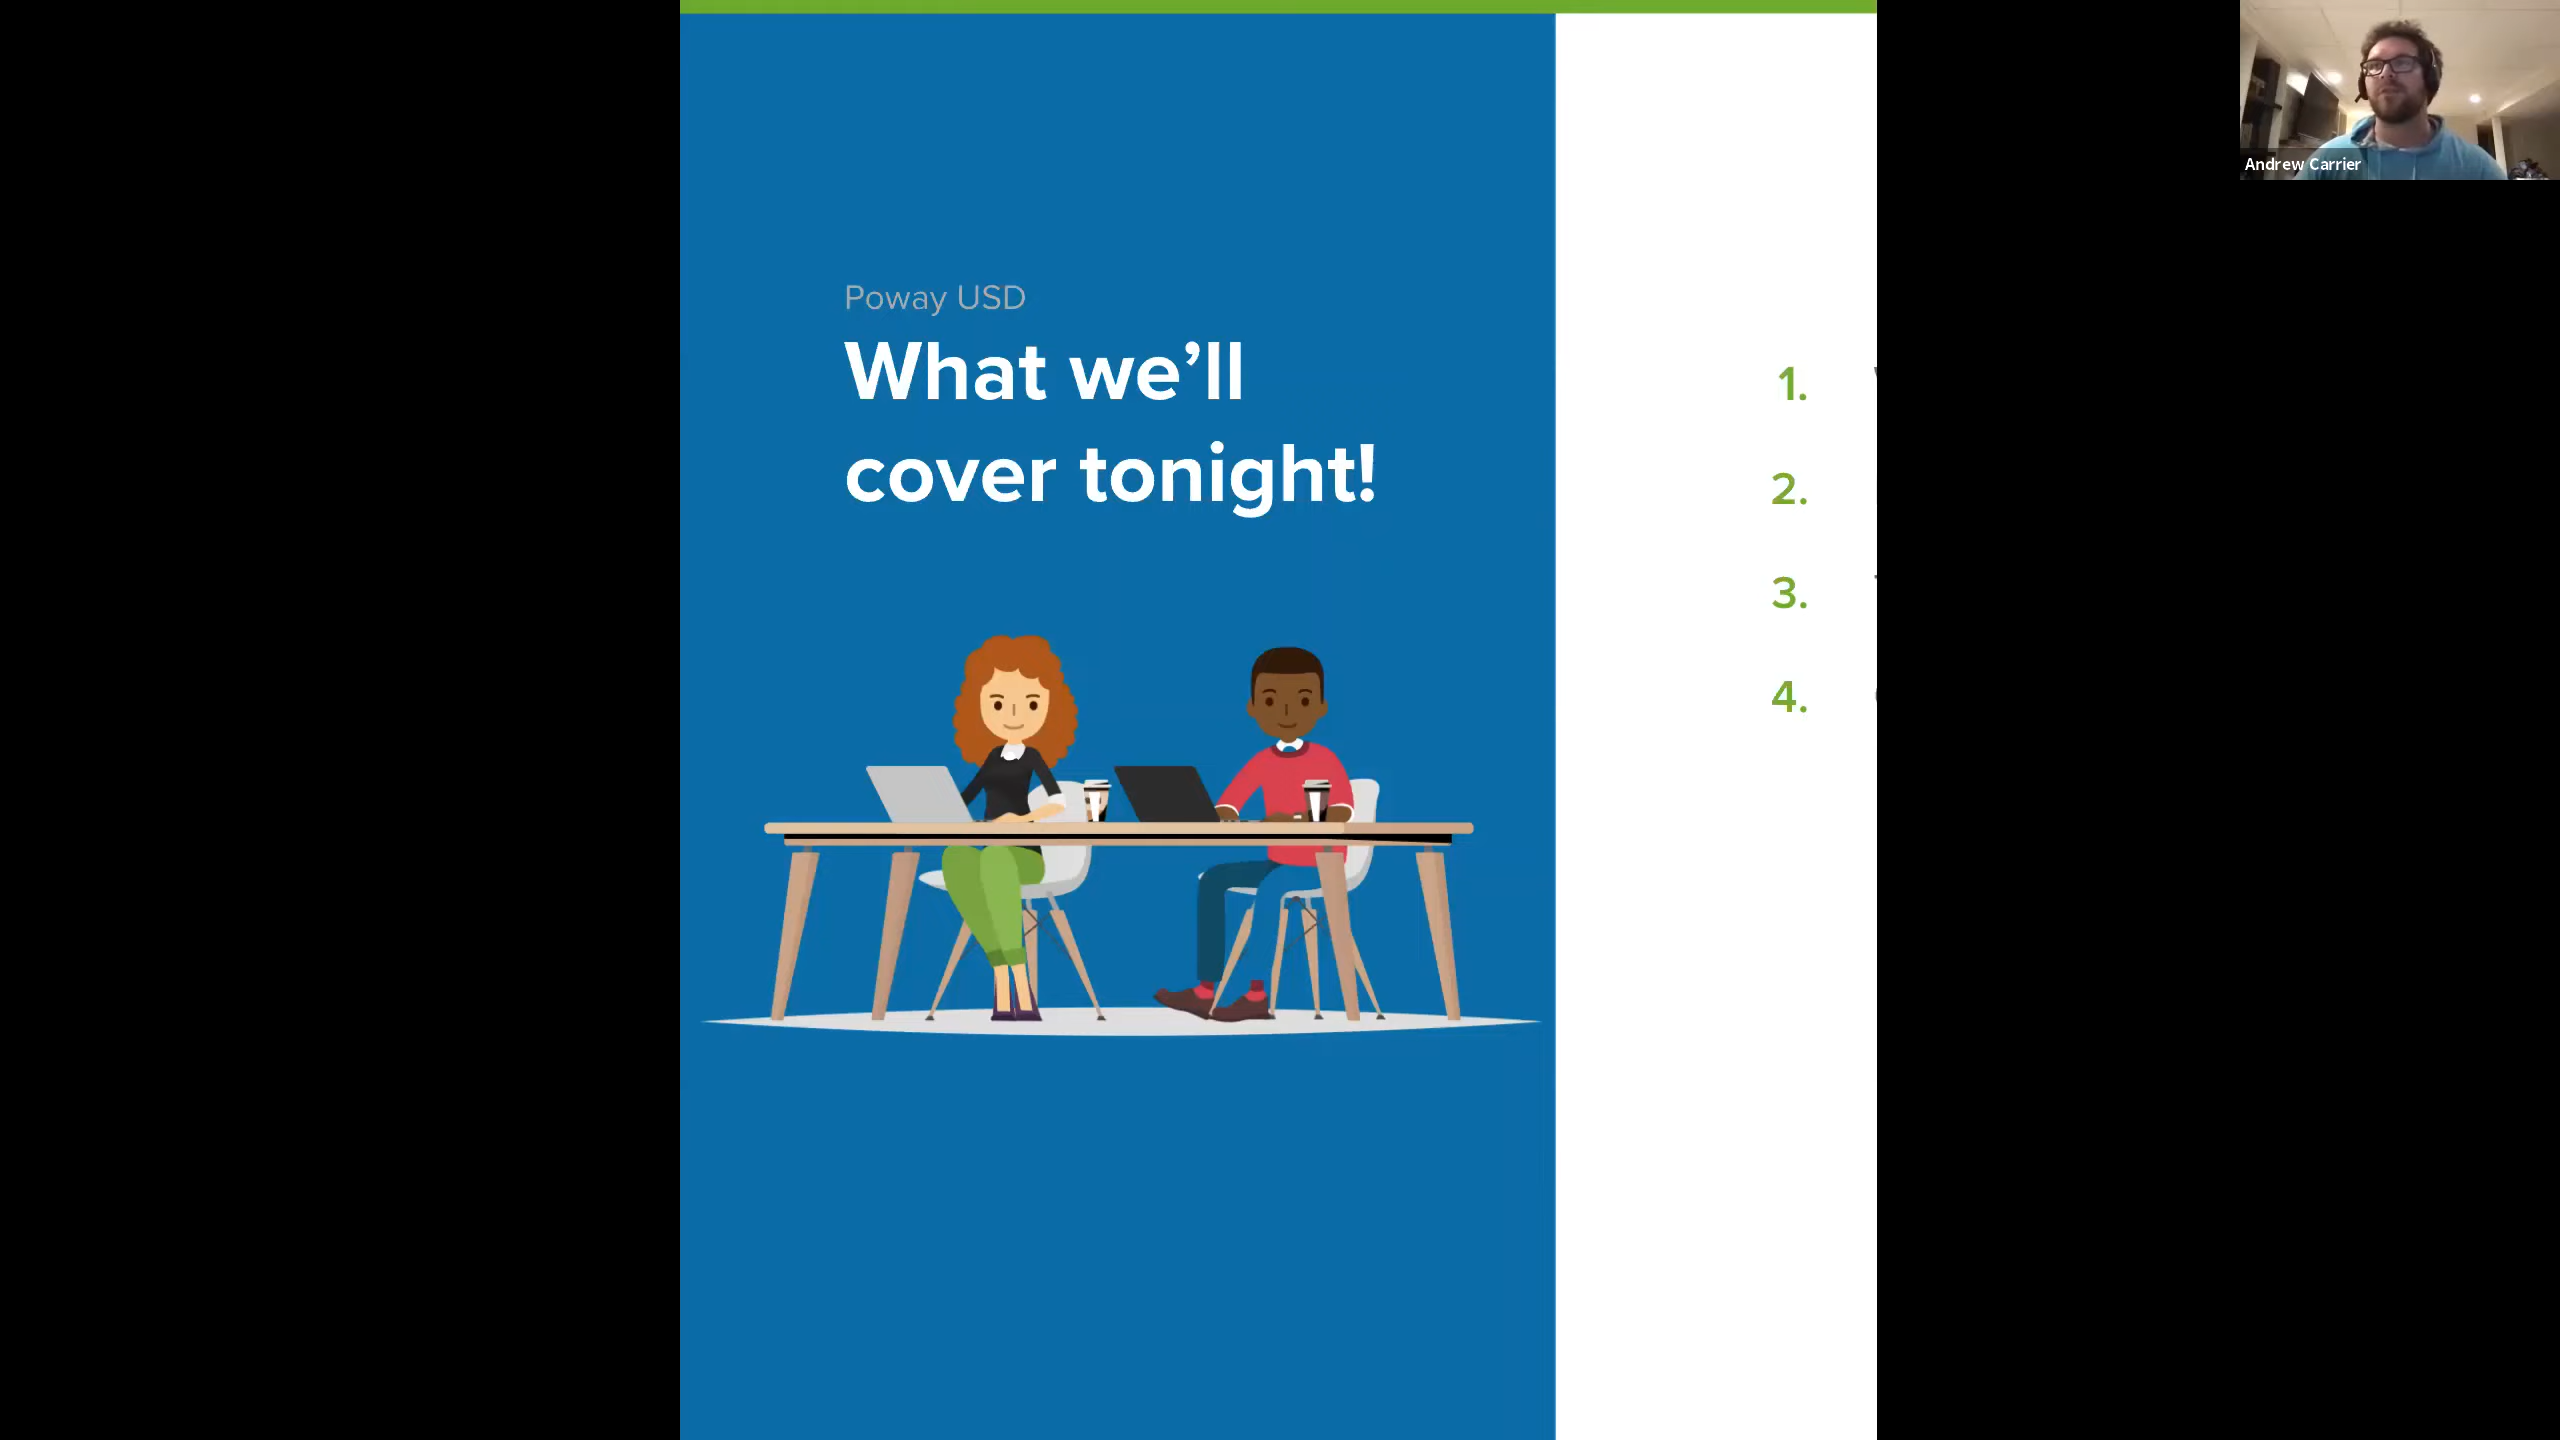 Poway USD
What we’ll
cover tonight!
1.
2.
3.
4.
Andrew Carrier